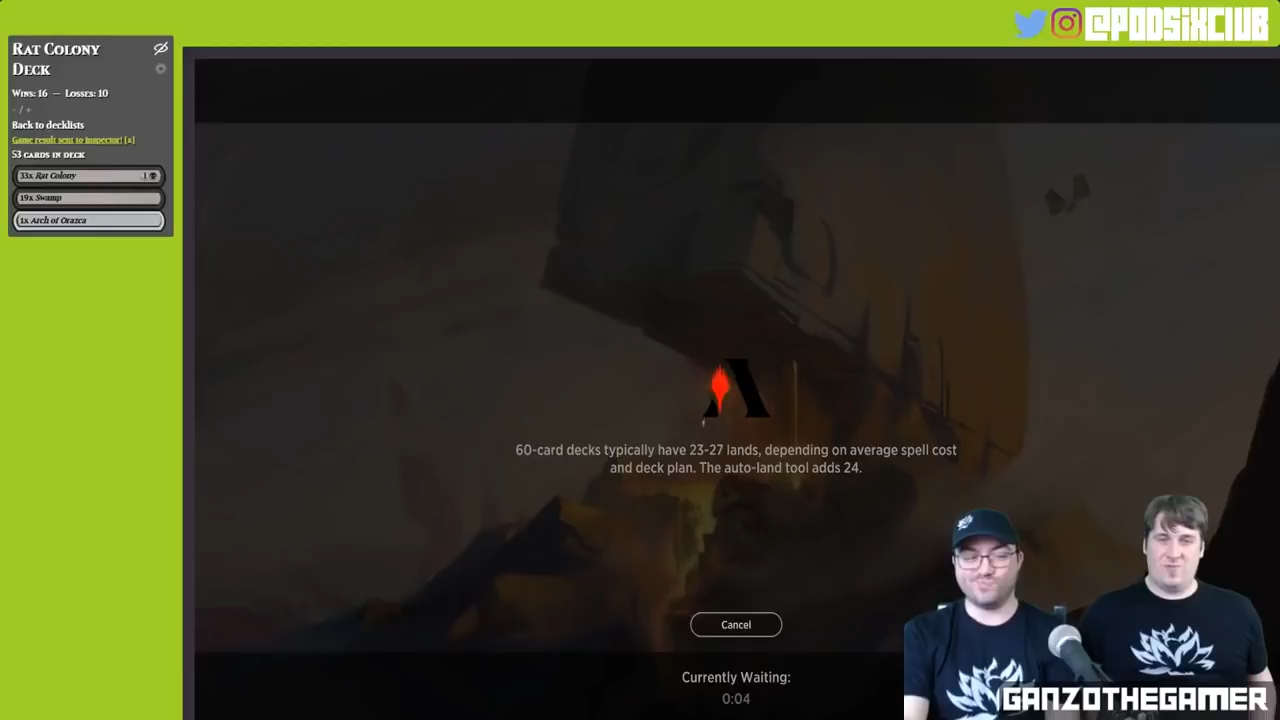 @PODSIXCLUB
Rat Colony
Deck
Wins: 16 — Losses: 10
- / +
Back to decklists
Game result sent to inspector! [x]
53 cards in deck
33x Rat Colony 1
19x Swamp
1x Arch of Orazca
60-card decks typically have 23-27 lands, depending on average spell cost
and deck plan. The auto-land tool adds 24.
Cancel
Currently Waiting:
0:04
GANZOTHEGAMER